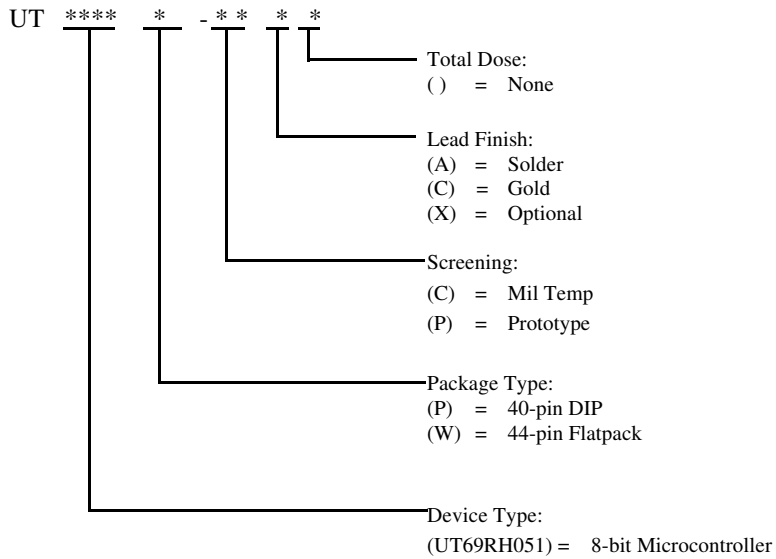 UT **** * - * * * *
Total Dose:
( ) = None
Lead Finish:
(A) = Solder
(C) = Gold
(X) = Optional
Screening:
(C) = Mil Temp
(P) = Prototype
Package Type:
(P) = 40-pin DIP
(W) = 44-pin Flatpack
Device Type:
(UT69RH051) = 8-bit Microcontroller